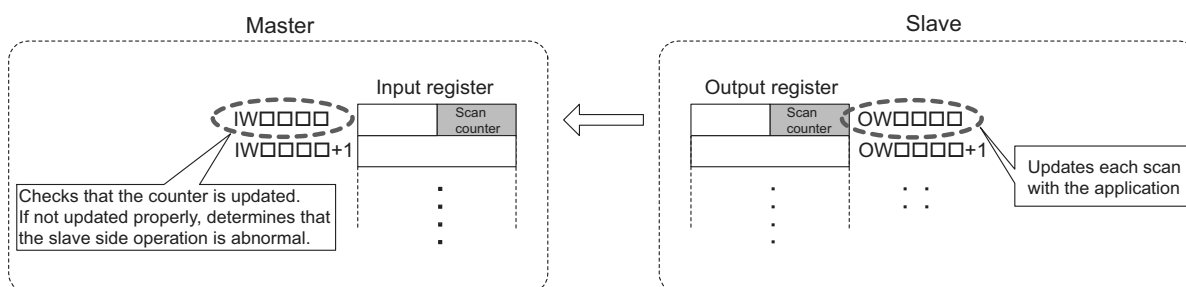 Master
Input register
IW□□□□
Scan
counter
IW□□□□+1
Checks that the counter is updated.
If not updated properly, determines that
the slave side operation is abnormal.
Slave
Output register
Scan
counter
OW□□□□
OW□□□□+1
Updates each scan
with the application